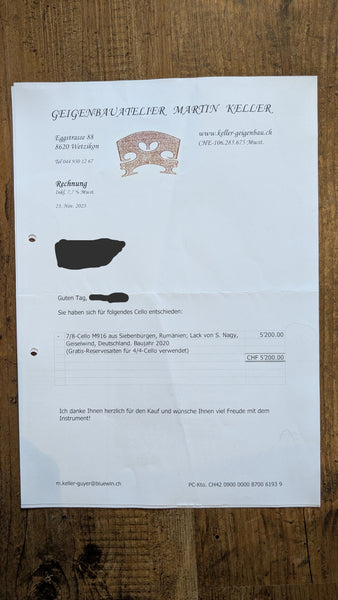 GEIGENBAUATELIER MARTIN KELLER
Eggstrasse 88
8620 Wetzikon
Tel 044 930 12 67
www.keller-geigenbau.ch
CHE-106.283.675 Mwst.
Rechnung
Inkl. 7,7 % Mwst.
23. Nov. 2023
Guten Tag,
Sie haben sich für folgendes Cello entschieden:
- 7/8-Cello M916 aus Siebenbürgen, Rumänien; Lack von S. Nagy, 5'200.00
Geiselwind, Deutschland. Baujahr 2020
(Gratis-Reservesaiten für 4/4-Cello verwendet) CHF 5'200.00
Ich danke Ihnen herzlich für den Kauf und wünsche Ihnen viel Freude mit dem
Instrument!
m.keller-guyer@bluewin.ch PC-Kto. CH42 0900 0000 8700 6193 9